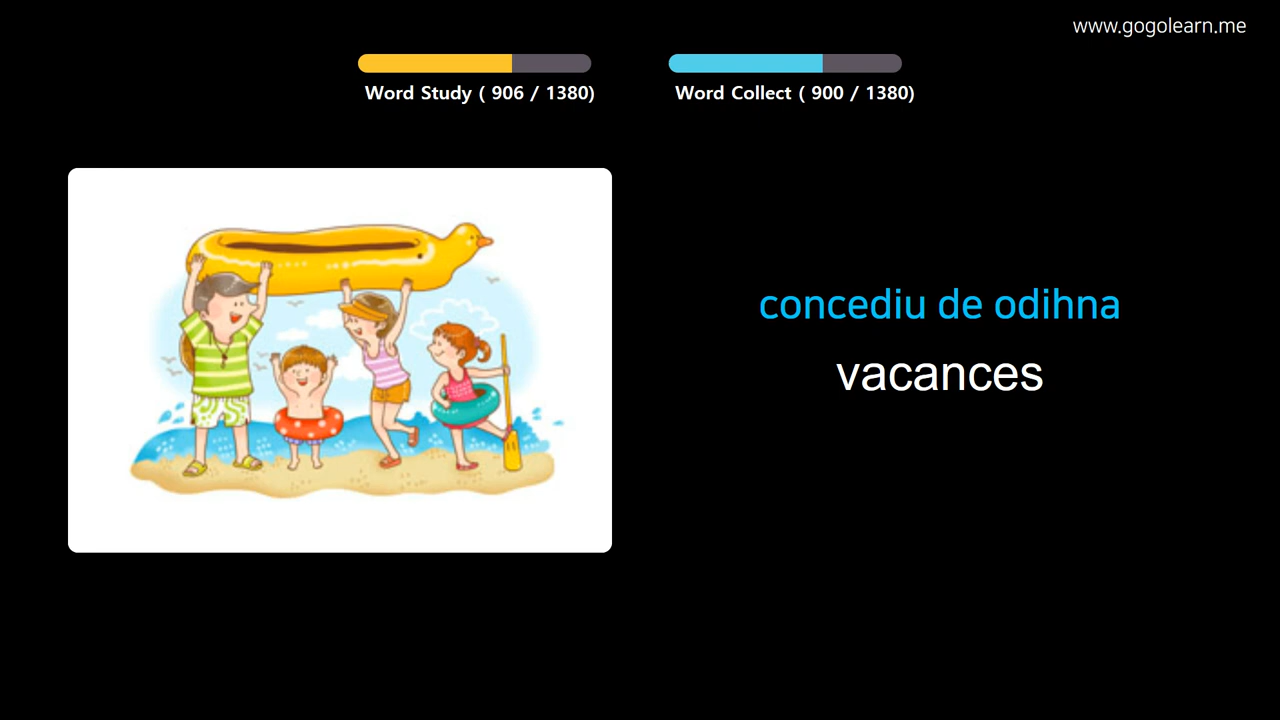 www.gogolearn.me
Word Study ( 906 / 1380)
Word Collect ( 900 / 1380)
concediu de odihna
vacances